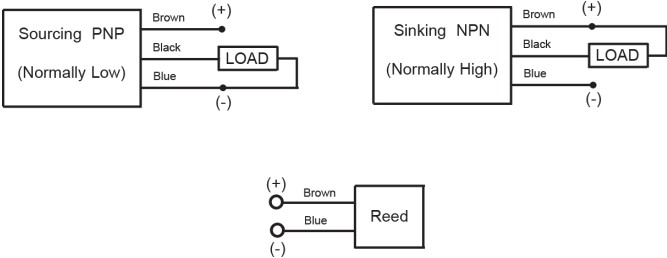 Sourcing PNP
(Normally Low)
Brown
(+)
Black
LOAD
Blue
(-)
Sinking NPN
(Normally High)
Brown
(+)
Black
LOAD
Blue
(-)
(+)
Brown
Blue
(-)
Reed